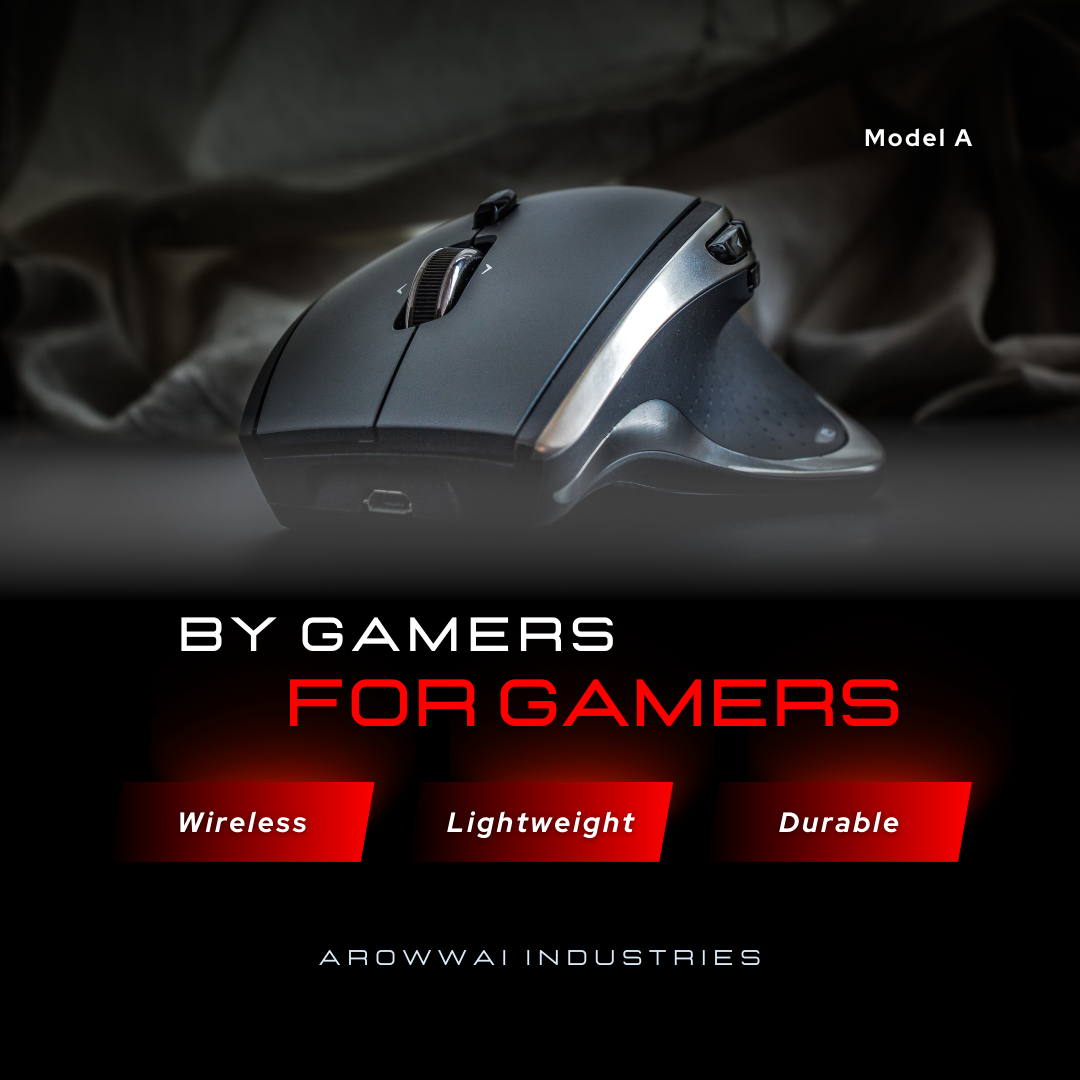 Model A
BY GAMERS
FOR GAMERS
Wireless
Lightweight
Durable
AROWWAI INDUSTRIES